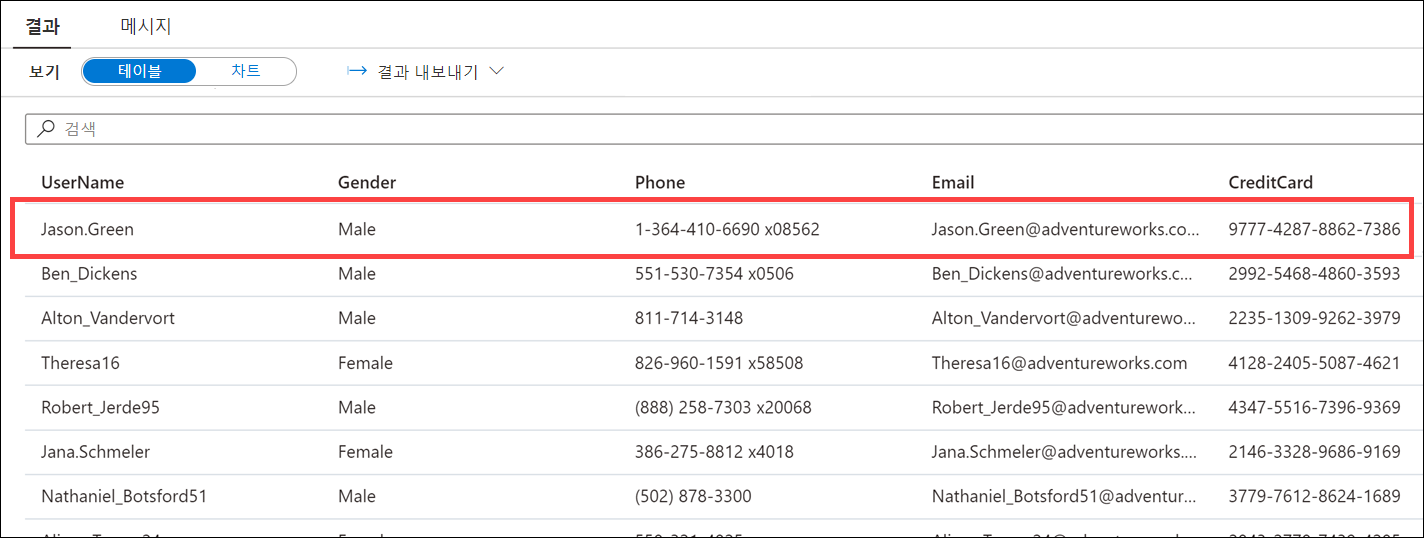 결과 메시지
보기 테이블 차트 결과 내보내기
검색
UserName Gender Phone Email CreditCard
Jason.Green Male 1-364-410-6690 x08562 Jason.Green@adventureworks.co... 9777-4287-8862-7386
Ben_Dickens Male 551-530-7354 x0506 Ben_Dickens@adventureworks.c... 2992-5468-4860-3593
Alton_Vandervort Male 811-714-3148 Alton_Vandervort@adventurewo... 2235-1309-9262-3979
Theresa16 Female 826-960-1591 x58508 Theresa16@adventureworks.com 4128-2405-5087-4621
Robert_Jerde95 Male (888) 258-7303 x20068 Robert_Jerde95@adventurework... 4347-5516-7396-9369
Jana.Schmeler Female 386-275-8812 x4018 Jana.Schmeler@adventureworks.... 2146-3328-9686-9169
Nathaniel_Botsford51 Male (502) 878-3300 Nathaniel_Botsford51@adventur... 3779-7612-8624-1689